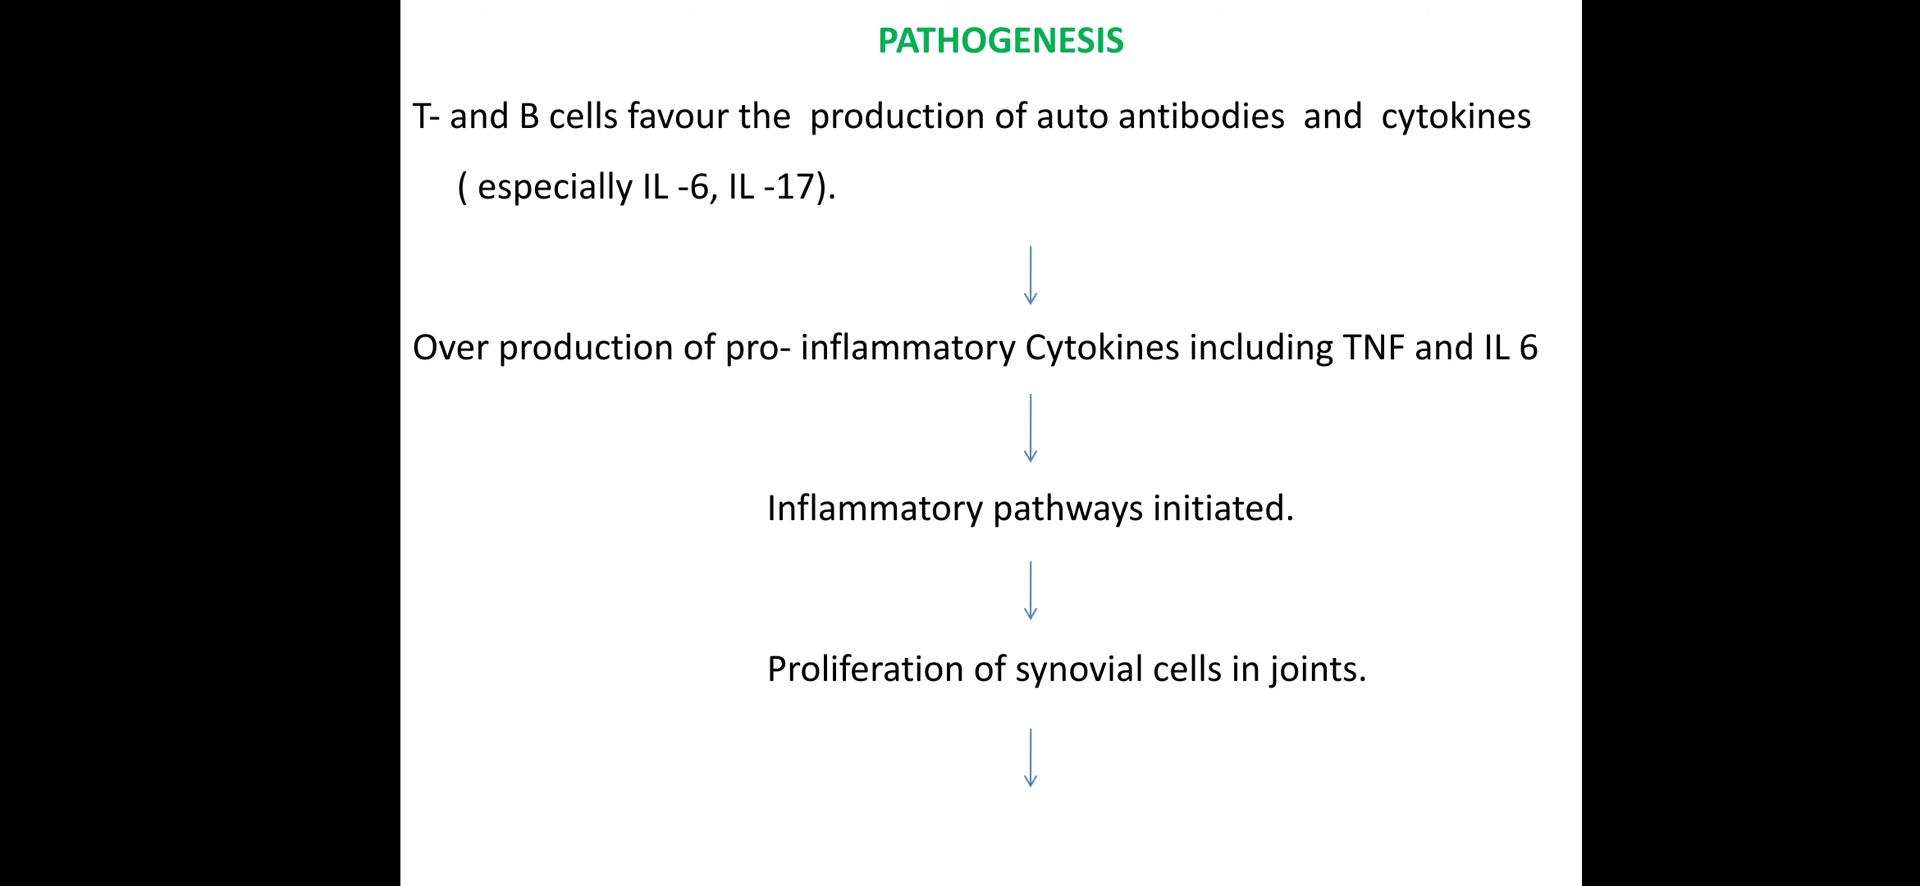 PATHOGENESIS
T- and B cells favour the  production of auto antibodies  and  cytokines
( especially IL -6, IL -17).
Over production of pro- inflammatory Cytokines including TNF and IL 6
Inflammatory pathways initiated.
Proliferation of synovial cells in joints.